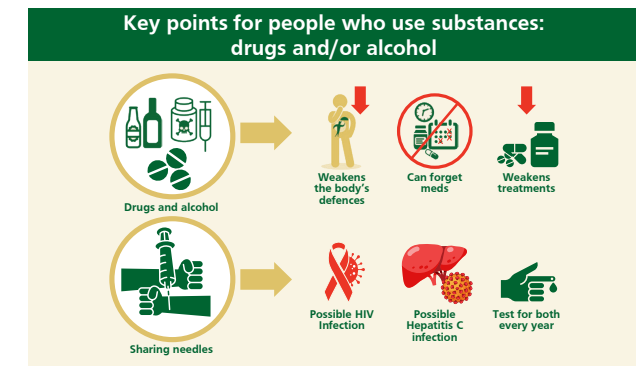 Key points for people who use substances:
drugs and/or alcohol
Weakens
the body's
defences
Can forget
meds
Weakens
treatments
Drugs and alcohol
Possible HIV
Infection
Possible
Hepatitis C
infection
Test for both
every year
Sharing needles